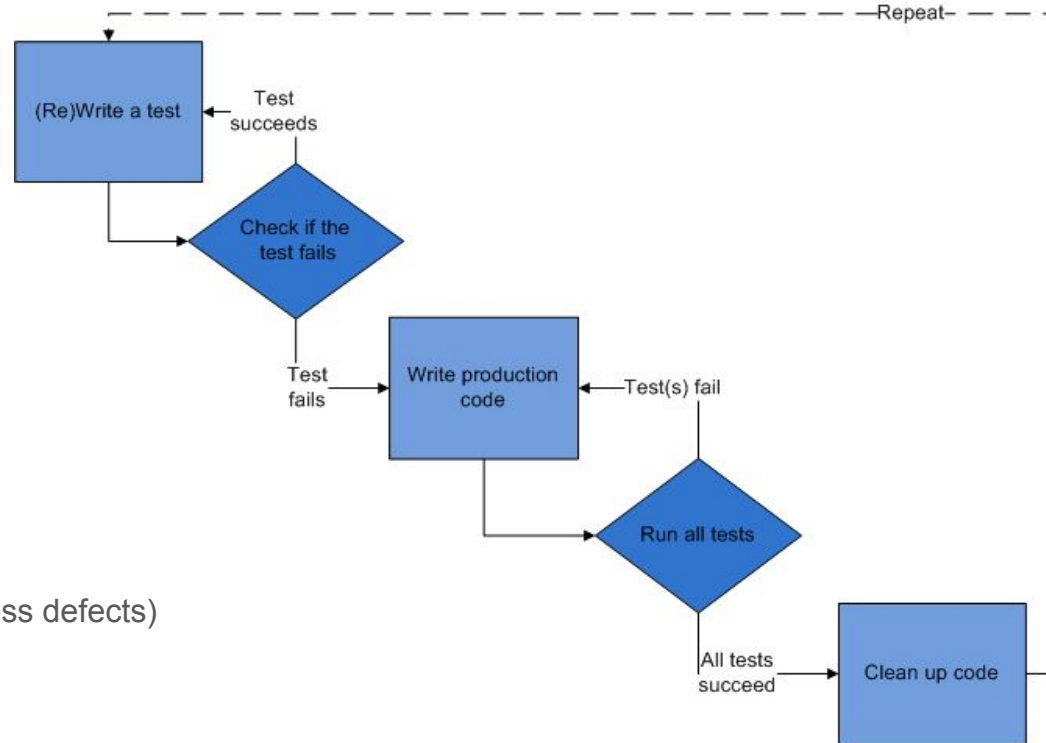 Repeat
(Re)Write a test
Test
succeeds
Check if the
test fails
Test
fails
Write production
code
Test(s) fail
Run all tests
ss defects)
All tests
succeed
Clean up code